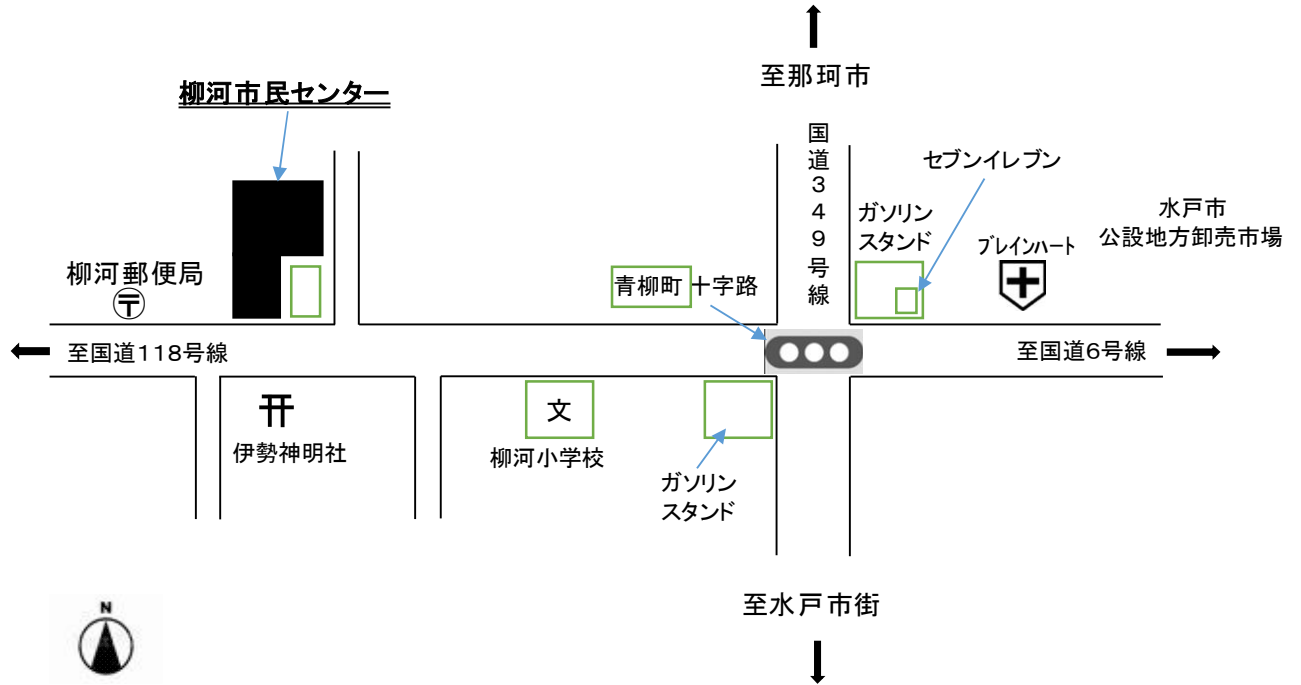 至那珂市
柳河市民センター
国道349号線
セブンイレブン
ガソリン
スタンド
ブレインハート
水戸市
公設地方卸売市場
柳河郵便局
〒
青柳町 十字路
至国道118号線
至国道6号線
文
伊勢神明社
柳河小学校
ガソリン
スタンド
至水戸市街
N